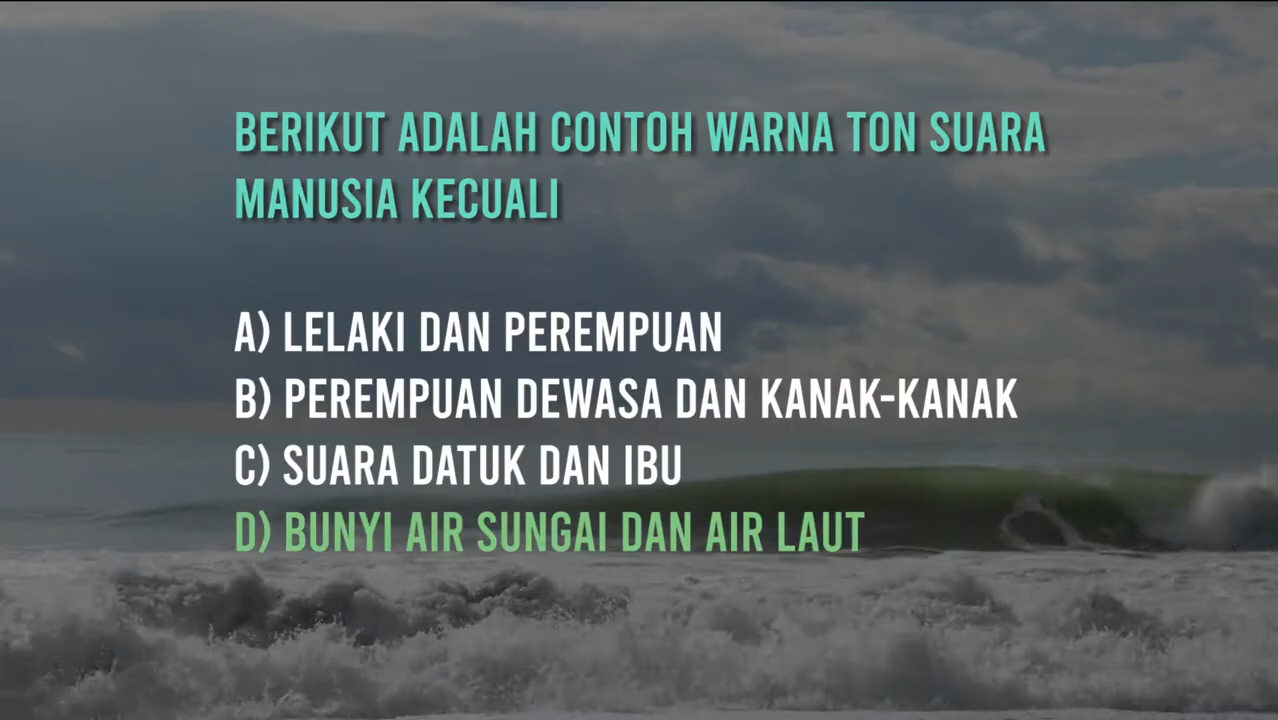 BERIKUT ADALAH CONTOH WARNA TON SUARA
MANUSIA KECUALI
A) LELAKI DAN PEREMPUAN
B) PEREMPUAN DEWASA DAN KANAK-KANAK
C) SUARA DATUK DAN IBU
D) BUNYI AIR SUNGAI DAN AIR LAUT